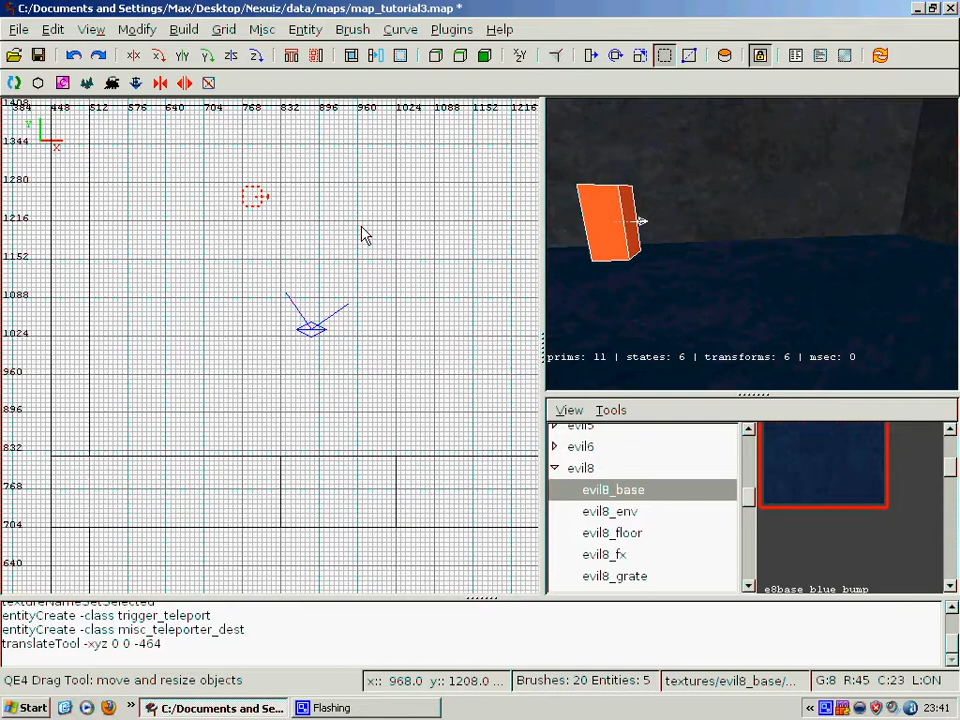 C:/Documents and Settings/Max/Desktop/Nexuiz/data/maps/map_tutorial3.map *
File Edit View Modify Build Grid Misc Entity Brush Curve Plugins Help
384 448 512 576 640 704 768 832 896 960 1024 1088 1152 1216
1408
Y
1344
X
1280
1216
1152
1088
1024
960
896
832
768
704
640
prims: 11 | states: 6 | transforms: 6 | msec: 0
View Tools
evil5
evil6
evil8
evil8_base
evil8_env
evil8_floor
evil8_fx
evil8_grate
e8base blue bump
textureNameSetSelected
entityCreate -class trigger_teleport
entityCreate -class misc_teleporter_dest
translateTool -xyz 0 0 -464
QE4 Drag Tool: move and resize objects
x:: 968.0 y:: 1208.0 ...
Brushes: 20 Entities: 5
textures/evil8_base/...
G:8 R:45 C:23 L:ON
Start
C:/Documents and Se...
Flashing
23:41